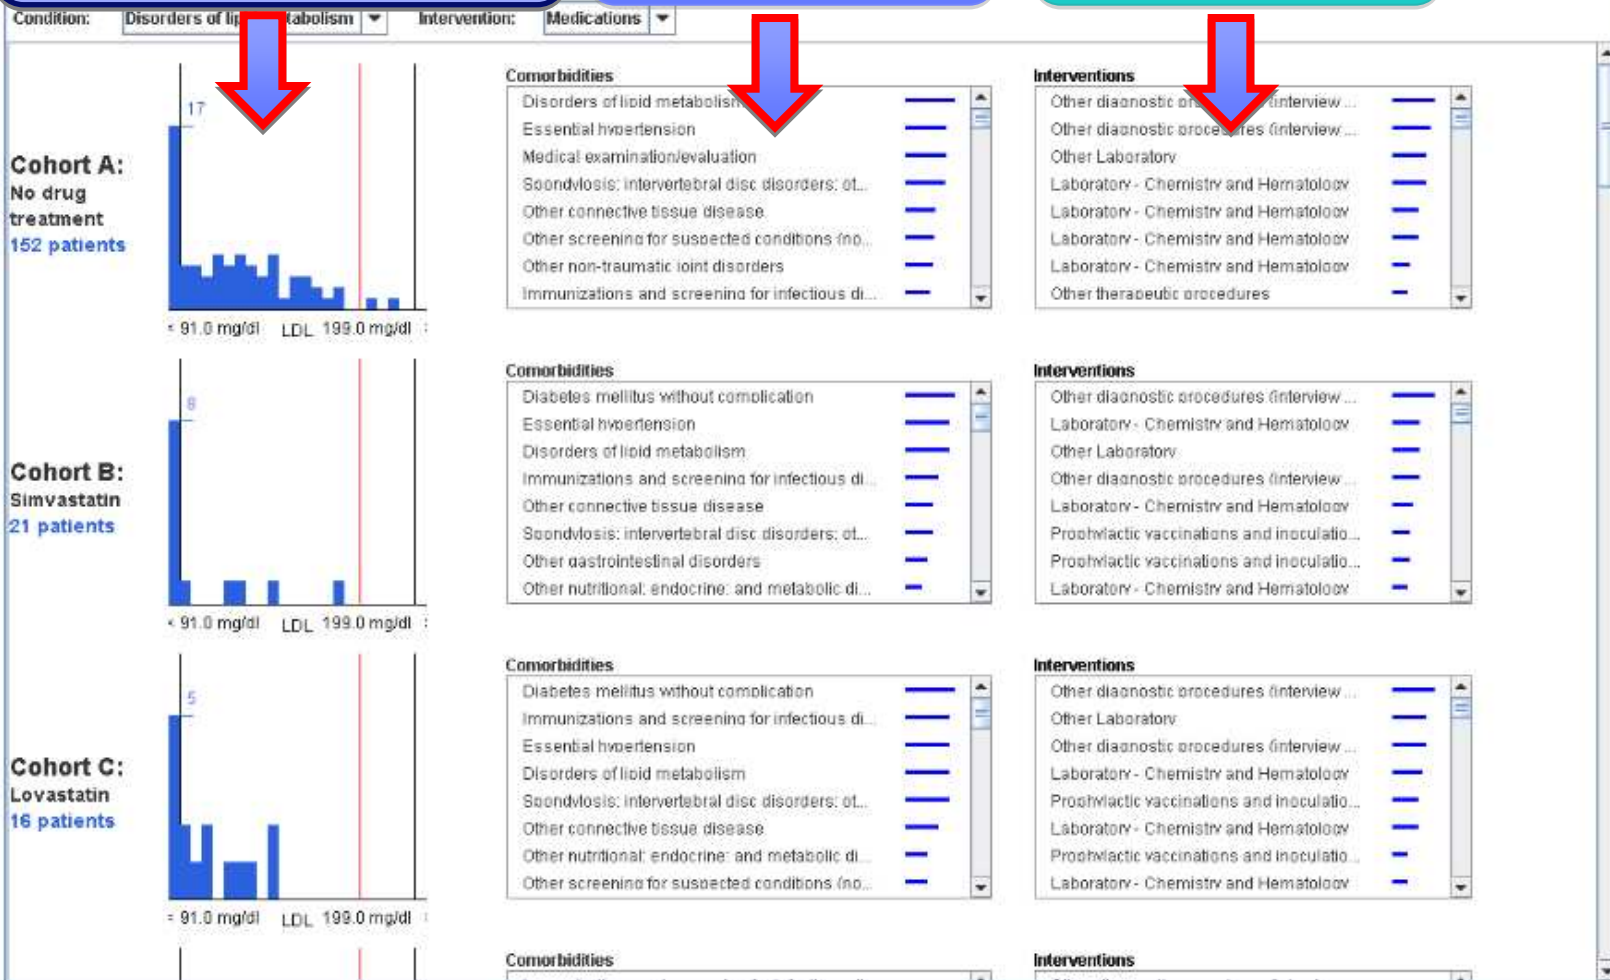 Condition: Disorders of lip tabolism Intervention: Medications
17
Cohort A:
No drug
treatment
152 patients
< 91.0 mg/dl LDL 199.0 mg/dl
Comorbidities
Disorders of lipid metabolism
Essential hypertension
Medical examination/evaluation
Spondylosis; intervertebral disc disorders; ot...
Other connective tissue disease
Other screening for suspected conditions (no...
Other non-traumatic joint disorders
Immunizations and screening for infectious di...
Interventions
Other diagnostic (interview ...
Other diagnostic procedures (interview ...
Other Laboratory
Laboratory - Chemistry and Hematology
Laboratory - Chemistry and Hematology
Laboratory - Chemistry and Hematology
Laboratory - Chemistry and Hematology
Other therapeutic procedures
8
Cohort B:
Simvastatin
21 patients
< 91.0 mg/dl LDL 199.0 mg/dl
Comorbidities
Diabetes mellitus without complication
Essential hypertension
Disorders of lipid metabolism
Immunizations and screening for infectious di...
Other connective tissue disease
Spondylosis; intervertebral disc disorders; ot...
Other gastrointestinal disorders
Other nutritional; endocrine; and metabolic di...
Interventions
Other diagnostic procedures (interview ...
Laboratory - Chemistry and Hematology
Other Laboratory
Other diagnostic procedures (interview ...
Laboratory - Chemistry and Hematology
Prophylactic vaccinations and inoculatio...
Prophylactic vaccinations and inoculatio...
Laboratory - Chemistry and Hematology
5
Cohort C:
Lovastatin
16 patients
< 91.0 mg/dl LDL 199.0 mg/dl
Comorbidities
Diabetes mellitus without complication
Immunizations and screening for infectious di...
Essential hypertension
Disorders of lipid metabolism
Spondylosis; intervertebral disc disorders; ot...
Other connective tissue disease
Other nutritional; endocrine; and metabolic di...
Other screening for suspected conditions (no...
Interventions
Other diagnostic procedures (interview ...
Other Laboratory
Other diagnostic procedures (interview ...
Laboratory - Chemistry and Hematology
Prophylactic vaccinations and inoculatio...
Laboratory - Chemistry and Hematology
Prophylactic vaccinations and inoculatio...
Laboratory - Chemistry and Hematology
Comorbidities
Interventions